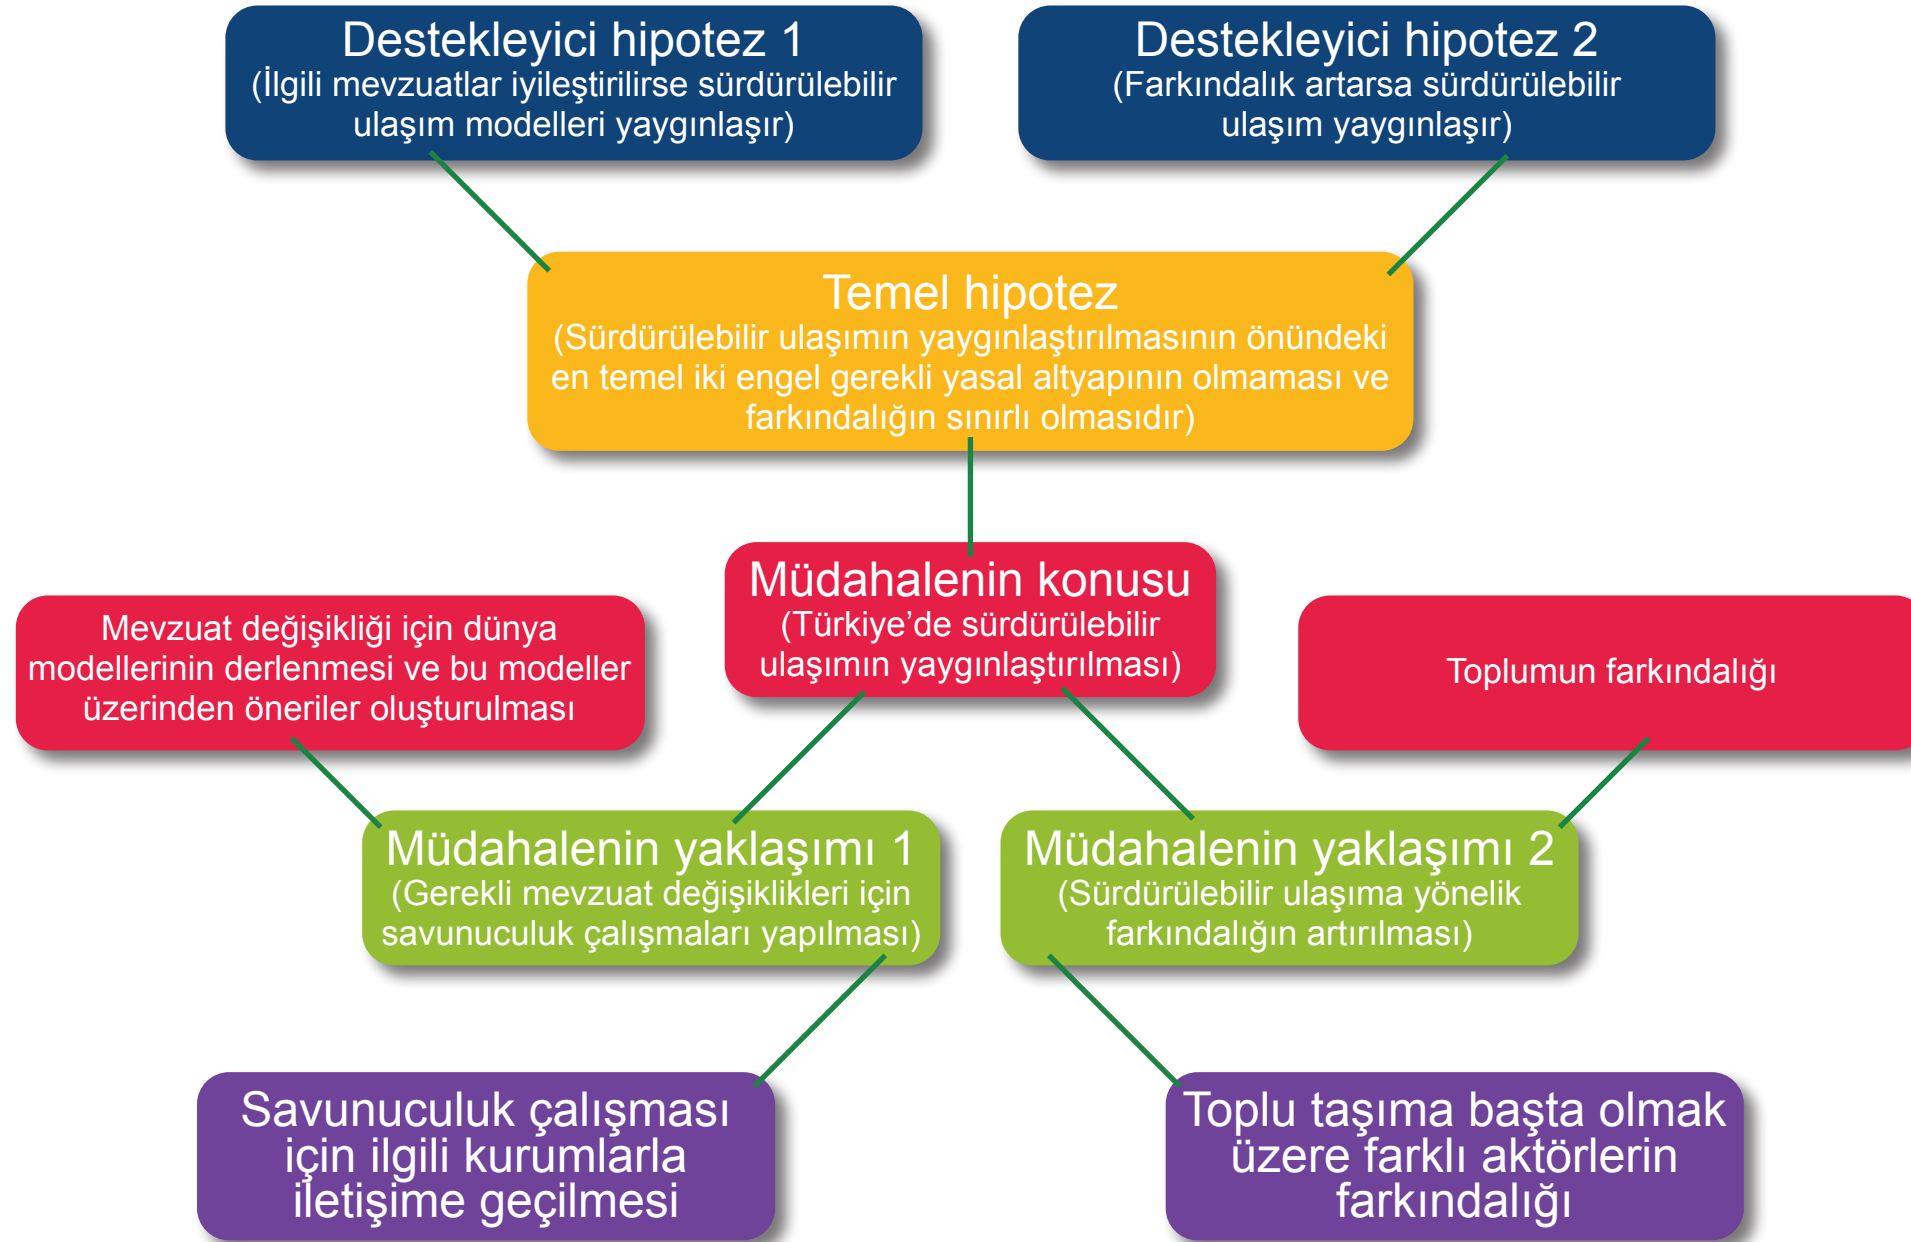 Destekleyici hipotez 1
(İlgili mevzuatlar iyileştirilirse sürdürülebilir
ulaşım modelleri yaygınlaşır)
Destekleyici hipotez 2
(Farkındalık artarsa sürdürülebilir
ulaşım yaygınlaşır)
Temel hipotez
(Sürdürülebilir ulaşımın yaygınlaştırılmasının önündeki
en temel iki engel gerekli yasal altyapının olmaması ve
farkındalığın sınırlı olmasıdır)
Müdahalenin konusu
(Türkiye’de sürdürülebilir
ulaşımın yaygınlaştırılması)
Mevzuat değişikliği için dünya
modellerinin derlenmesi ve bu modeller
üzerinden öneriler oluşturulması
Toplumun farkındalığı
Müdahalenin yaklaşımı 1
(Gerekli mevzuat değişiklikleri için
savunuculuk çalışmaları yapılması)
Müdahalenin yaklaşımı 2
(Sürdürülebilir ulaşıma yönelik
farkındalığın artırılması)
Savunuculuk çalışması
için ilgili kurumlarla
iletişime geçilmesi
Toplu taşıma başta olmak
üzere farklı aktörlerin
farkındalığı